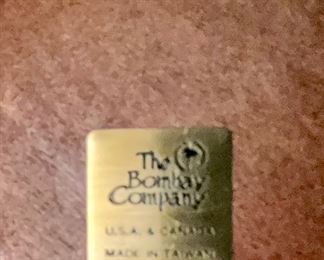 The
Bombay
Company
U.S.A. & CANADA
MADE IN TAIWAN